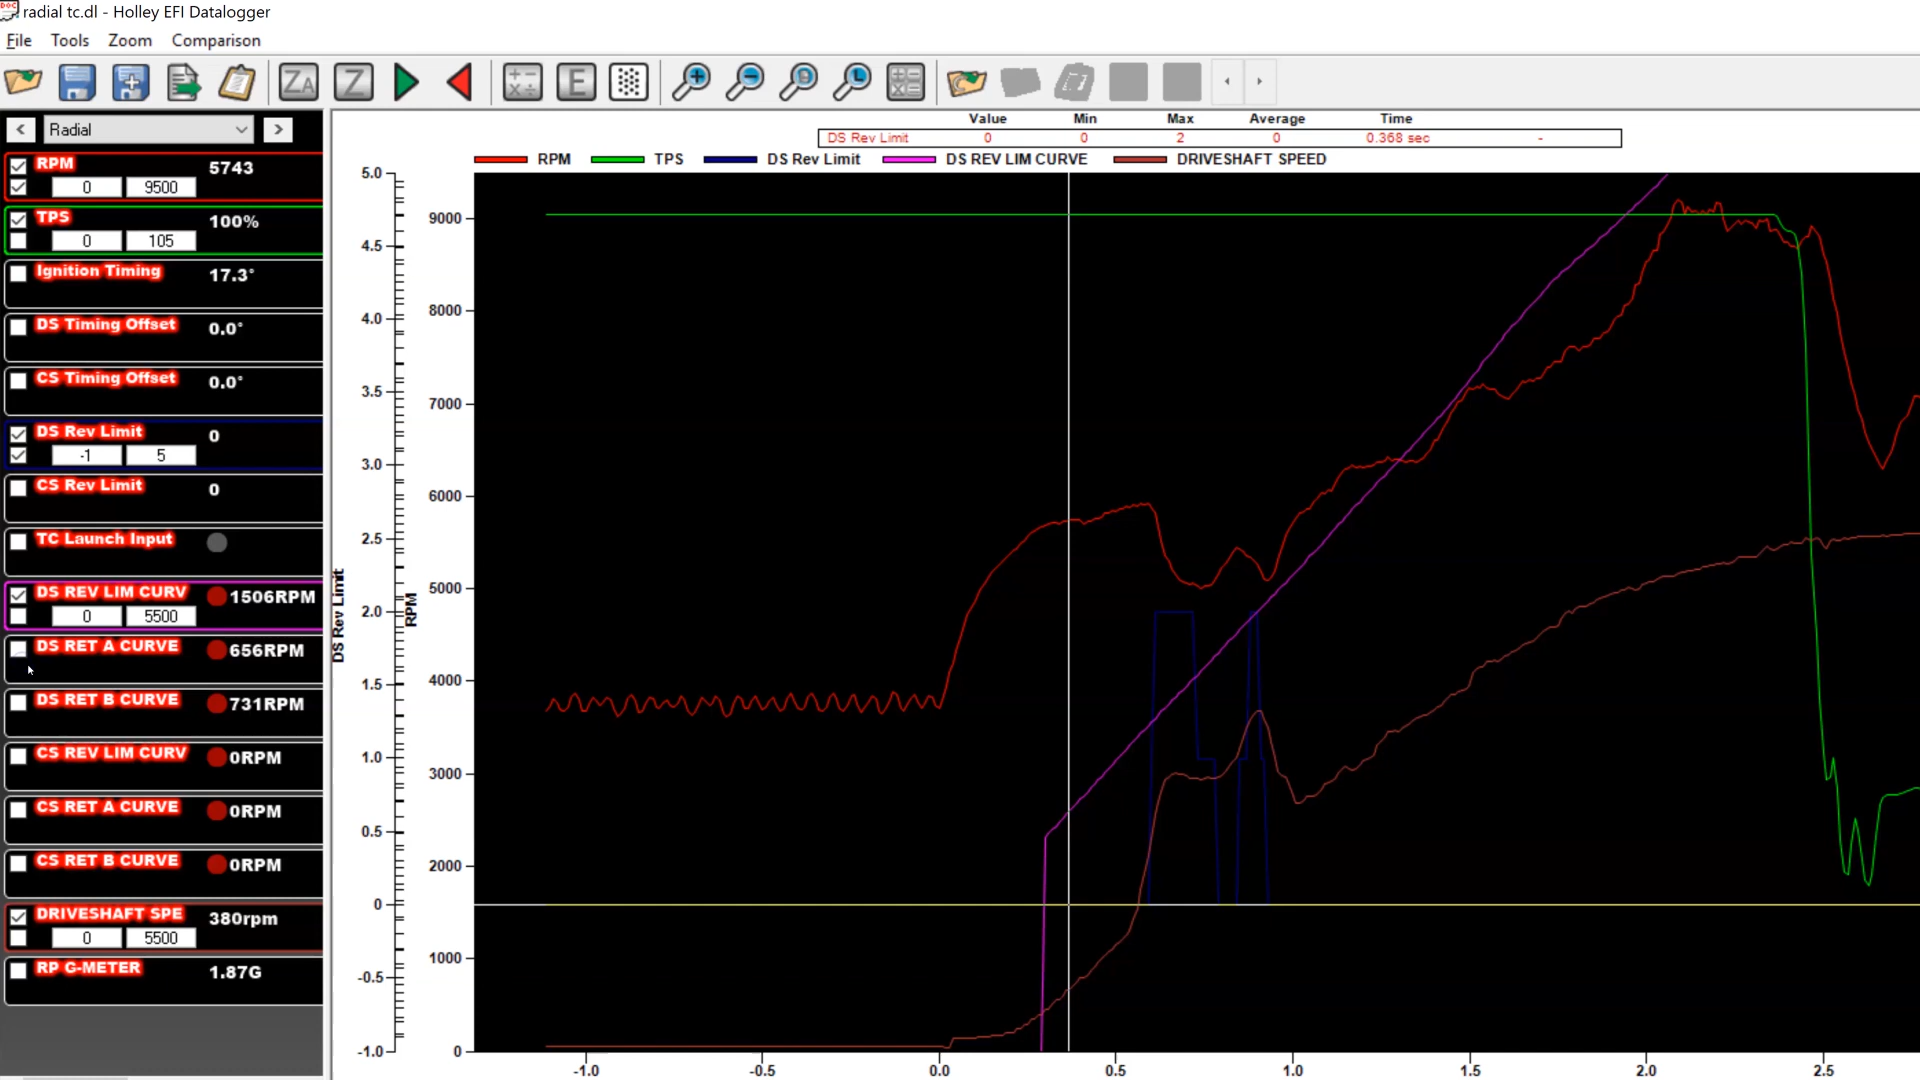 radial tc.dl - Holley EFI Datalogger
File Tools Zoom Comparison
ZA Z E
< Radial >
RPM 5743
0 9500
TPS 100%
0 105
Ignition Timing 17.3°
DS Timing Offset 0.0°
CS Timing Offset 0.0°
DS Rev Limit 0
-1 5
CS Rev Limit 0
TC Launch Input
DS REV LIM CURV 1506RPM
0 5500
DS RET A CURVE 656RPM
DS RET B CURVE 731RPM
CS REV LIM CURV 0RPM
CS RET A CURVE 0RPM
CS RET B CURVE 0RPM
DRIVESHAFT SPE 380rpm
0 5500
RP G-METER 1.87G
Value Min Max Average Time
DS Rev Limit 0 0 2 0 0.368 sec -
RPM TPS DS Rev Limit DS REV LIM CURVE DRIVESHAFT SPEED
DS Rev Limit
5.0
4.5
4.0
3.5
3.0
2.5
2.0
1.5
1.0
0.5
0
-0.5
-1.0
RPM
9000
8000
7000
6000
5000
4000
3000
2000
1000
0
-1.0 -0.5 0.0 0.5 1.0 1.5 2.0 2.5